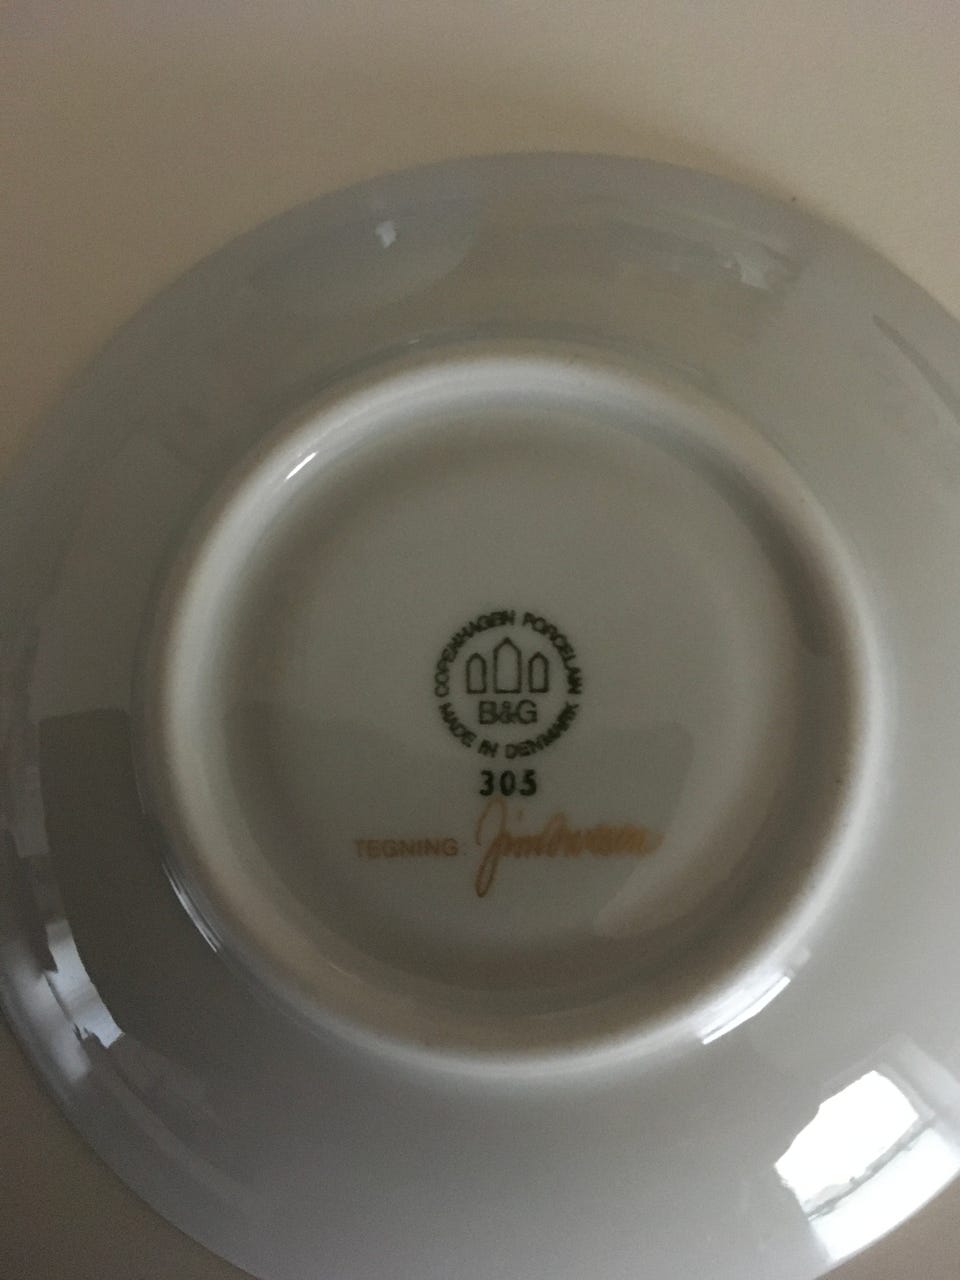 COPENHAGEN PORCELAIN
B&G
MADE IN DENMARK
305
TEGNING: